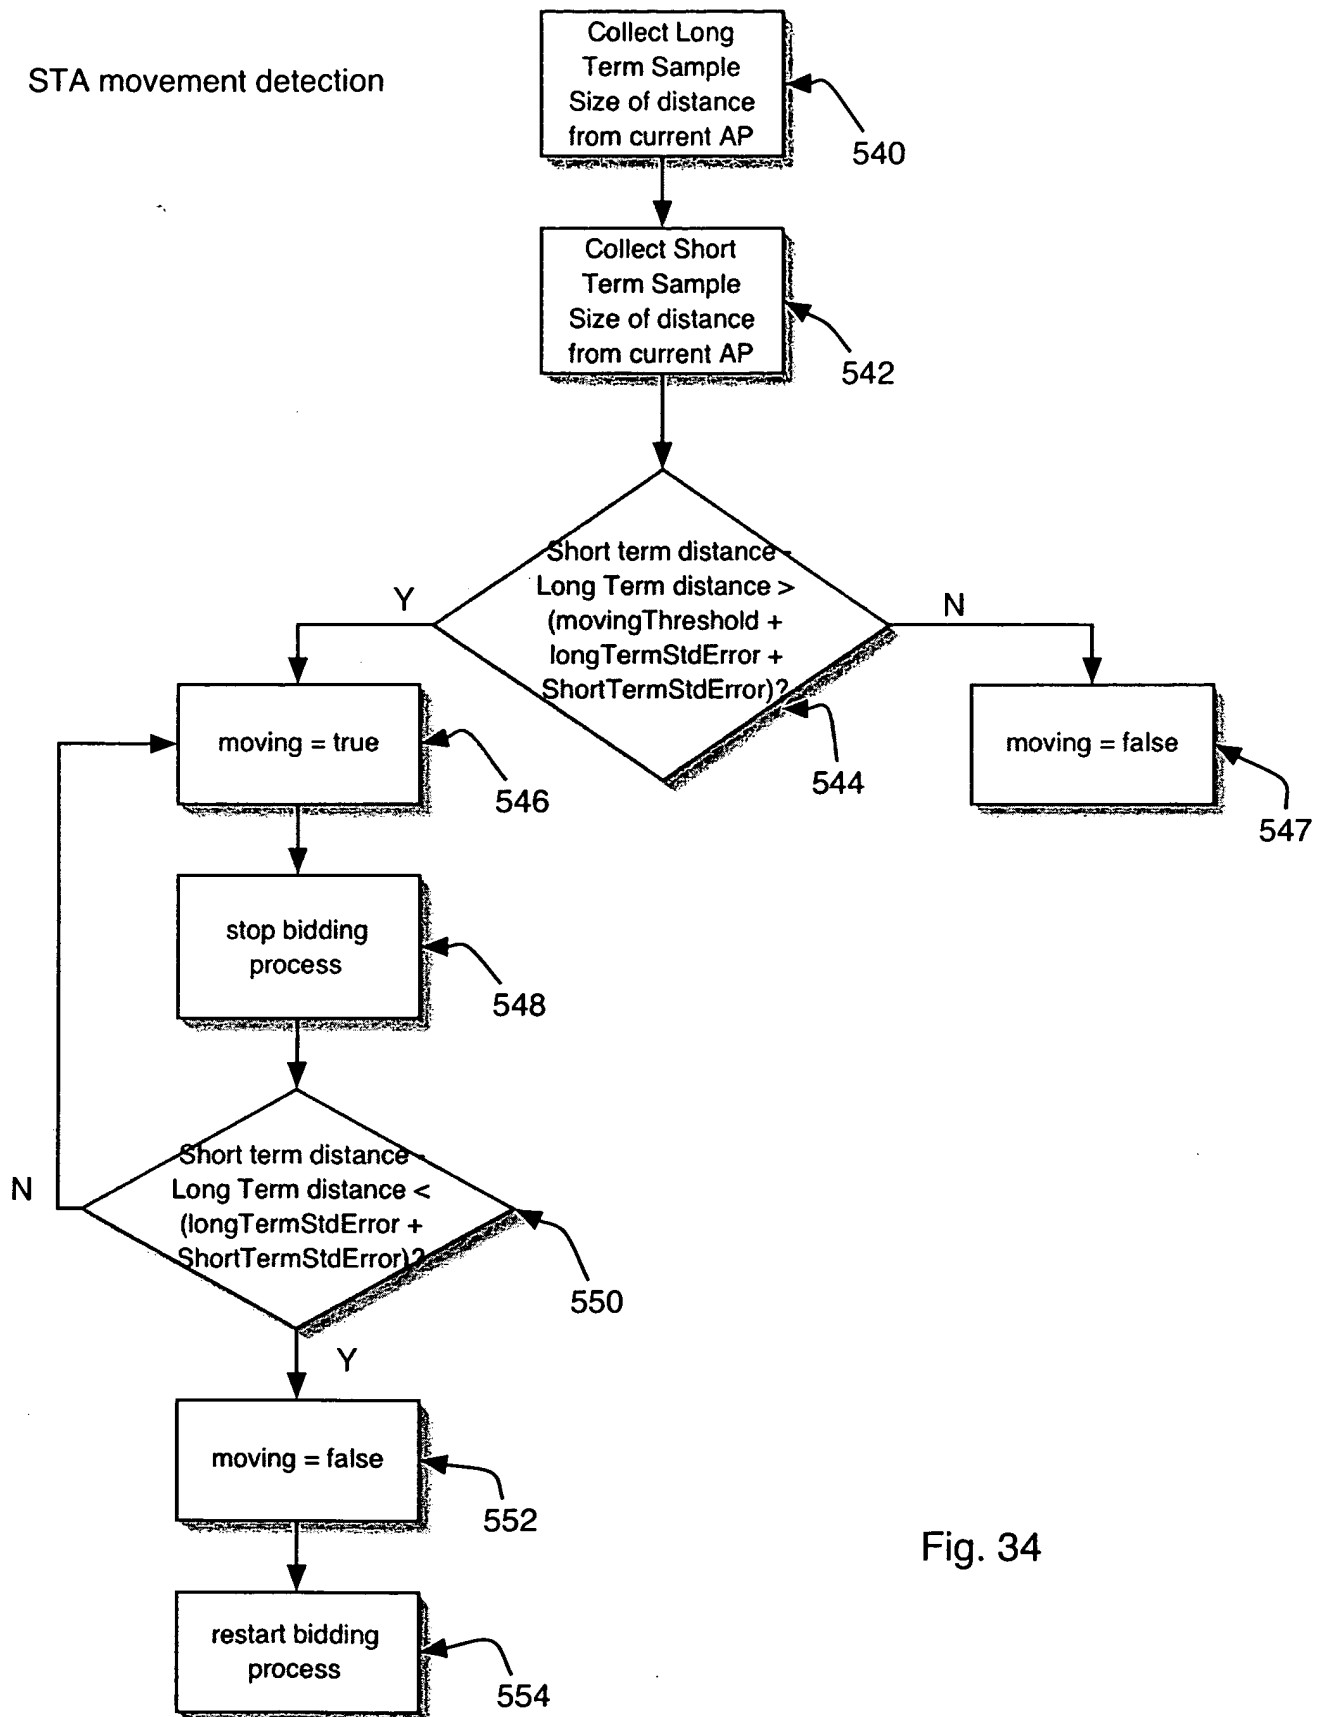 STA movement detection
Collect Long
Term Sample
Size of distance
from current AP
540
Collect Short
Term Sample
Size of distance
from current AP
542
Short term distance -
Long Term distance >
(movingThreshold +
longTermStdError +
ShortTermStdError)?
Y
N
544
moving = true
546
moving = false
547
stop bidding
process
548
Short term distance -
Long Term distance <
(longTermStdError +
ShortTermStdError)?
N
550
Y
moving = false
552
restart bidding
process
554
Fig. 34